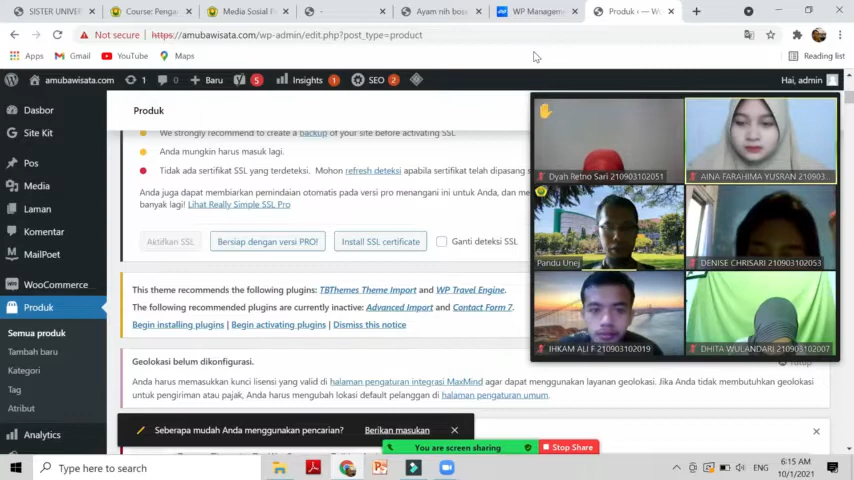 SISTER UNIVER
Course: Penga
Media Sosial F
Ayam nih bos
WP Managem
Produk ‹ — W
Not secure
https://amubawisata.com/wp-admin/edit.php?post_type=product
Apps
Gmail
YouTube
Maps
Reading list
amubawisata.com
1
0
Baru
5
Insights
1
SEO
2
Hai, admin
Dasbor
Site Kit
Pos
Media
Laman
Komentar
MailPoet
WooCommerce
Produk
Semua produk
Tambah baru
Kategori
Tag
Atribut
Analytics
Produk
We strongly recommend to create a backup of your site before activating SSL.
Anda mungkin harus masuk lagi.
Tidak ada sertifikat SSL yang terdeteksi. Mohon refresh deteksi apabila sertifikat telah dipasang
Anda juga dapat membiarkan pemindaian otomatis pada versi pro menangani ini untuk Anda, dan me
banyak lagi! Lihat Really Simple SSL Pro
Aktifkan SSL
Bersiap dengan versi PRO!
Install SSL certificate
Ganti deteksi SSL
This theme recommends the following plugins: TBThemes Theme Import and WP Travel Engine.
The following recommended plugins are currently inactive: Advanced Import and Contact Form 7.
Begin installing plugins | Begin activating plugins | Dismiss this notice
Geolokasi belum dikonfigurasi.
Anda harus memasukkan kunci lisensi yang valid di halaman pengaturan integrasi MaxMind agar dapat menggunakan layanan geolokasi. Jika Anda tidak membutuhkan geolokasi
untuk pengiriman atau pajak, Anda harus mengubah lokasi default pelanggan di halaman pengaturan umum.
Seberapa mudah Anda menggunakan pencarian?
Berikan masukan
Dyah Retno Sari 210903102051
AINA FARAHIMA YUSRAN 210903...
Pandu Unej
DENISE CHRISARI 210903102053
IHKAM ALI F 210903102019
DHITA WULANDARI 210903102007
You are screen sharing
Stop Share
Type here to search
ENG
6:15 AM
10/1/2021